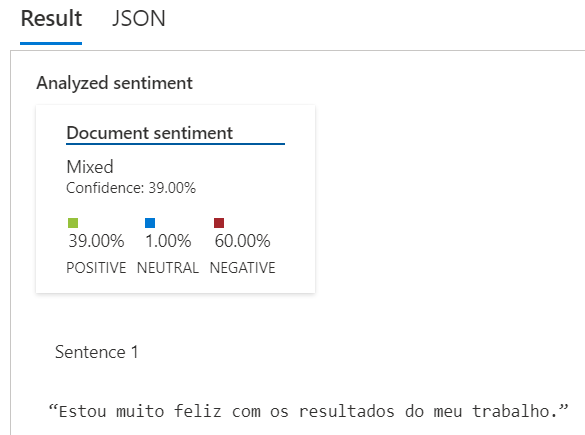 Result JSON
Analyzed sentiment
Document sentiment
Mixed
Confidence: 39.00%
39.00% 1.00% 60.00%
POSITIVE NEUTRAL NEGATIVE
Sentence 1
“Estou muito feliz com os resultados do meu trabalho.”